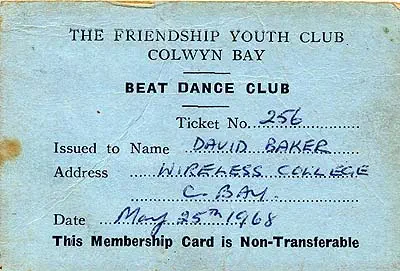 THE FRIENDSHIP YOUTH CLUB
COLWYN BAY
BEAT DANCE CLUB
Ticket No. 256
Issued to Name DAVID BAKER
Address WIRELESS COLLEGE
C. BAY.
Date May 25th 1968
This Membership Card is Non-Transferable